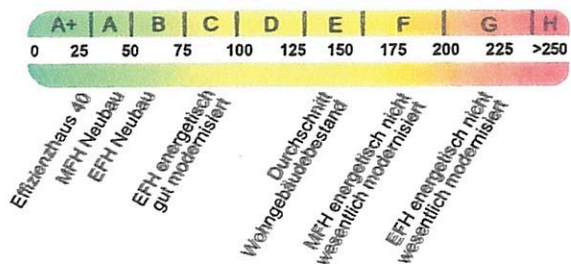 A+ A B C D E F G H
0 25 50 75 100 125 150 175 200 225 >250
Effizienzhaus 40
MFH Neubau
EFH Neubau
EFH energetisch
gut modernisiert
Durchschnitt
Wohngebäudebestand
MFH energetisch nicht
wesentlich modernisiert
EFH energetisch nicht
wesentlich modernisiert